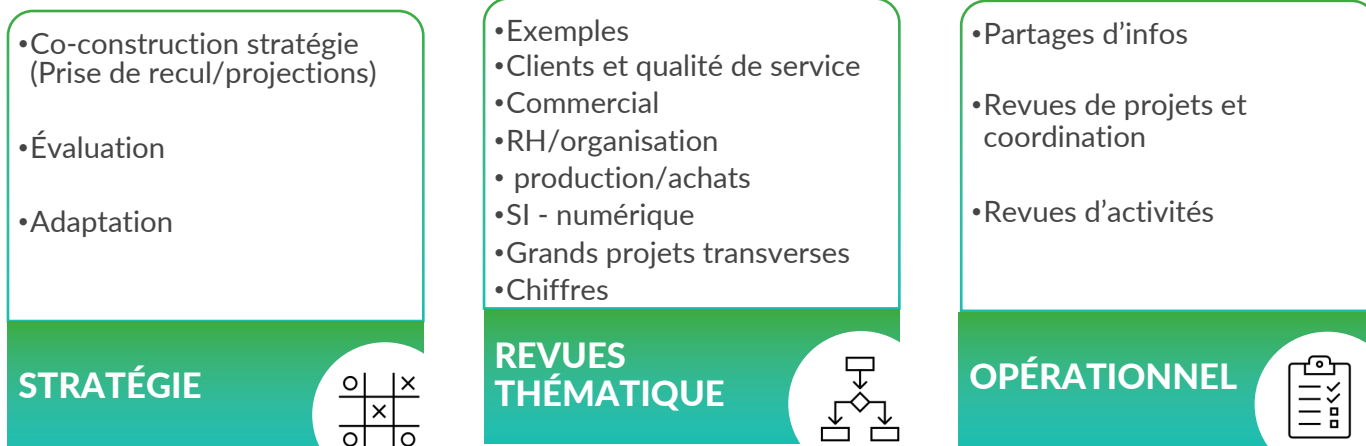 •Co-construction stratégie
(Prise de recul/projections)
•Évaluation
•Adaptation
STRATÉGIE
•Exemples
•Clients et qualité de service
•Commercial
•RH/organisation
• production/achats
•SI - numérique
•Grands projets transverses
•Chiffres
REVUES
THÉMATIQUE
•Partages d’infos
•Revues de projets et
coordination
•Revues d’activités
OPÉRATIONNEL